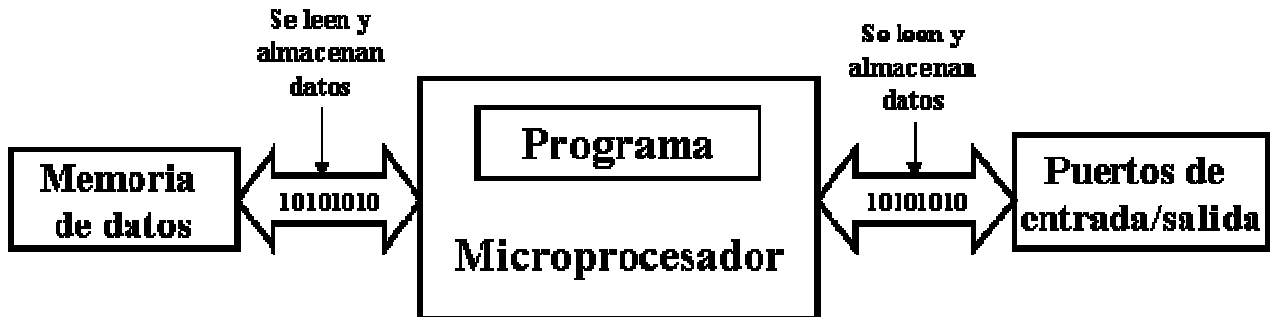 Se leen y
almacenan
datos
Se leen y
almacenan
datos
Memoria
de datos
10101010
Programa
Microprocesador
10101010
Puertos de
entrada/salida